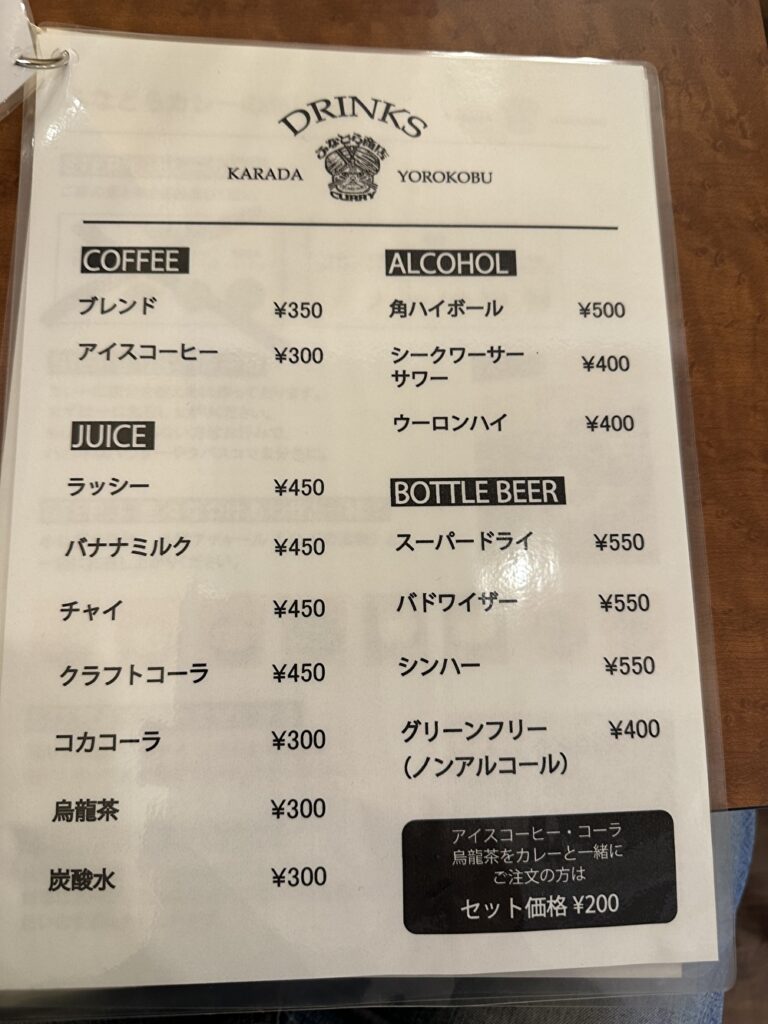 DRINKS
KARADA
YOROKOBU
CURRY
COFFEE
ブレンド ¥350
アイスコーヒー ¥300
JUICE
ラッシー ¥450
バナナミルク ¥450
チャイ ¥450
クラフトコーラ ¥450
コカコーラ ¥300
烏龍茶 ¥300
炭酸水 ¥300
ALCOHOL
角ハイボール ¥500
シークワーサー
サワー ¥400
ウーロンハイ ¥400
BOTTLE BEER
スーパードライ ¥550
バドワイザー ¥550
シンハー ¥550
グリーンフリー ¥400
（ノンアルコール）
アイスコーヒー・コーラ
烏龍茶をカレーと一緒に
ご注文の方は
セット価格 ¥200